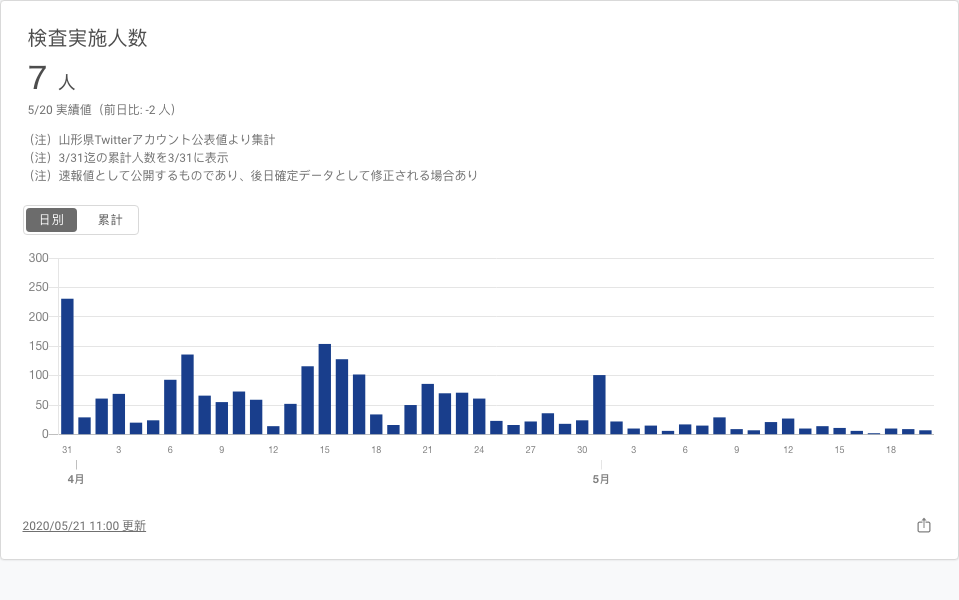 検査実施人数
7 人
5/20 実績値（前日比: -2 人）
（注）山形県Twitterアカウント公表値より集計
（注）3/31迄の累計人数を3/31に表示
（注）速報値として公開するものであり、後日確定データとして修正される場合あり
日別 累計
300
250
200
150
100
50
0
31 3 6 9 12 15 18 21 24 27 30 3 6 9 12 15 18
4月 5月
2020/05/21 11:00 更新